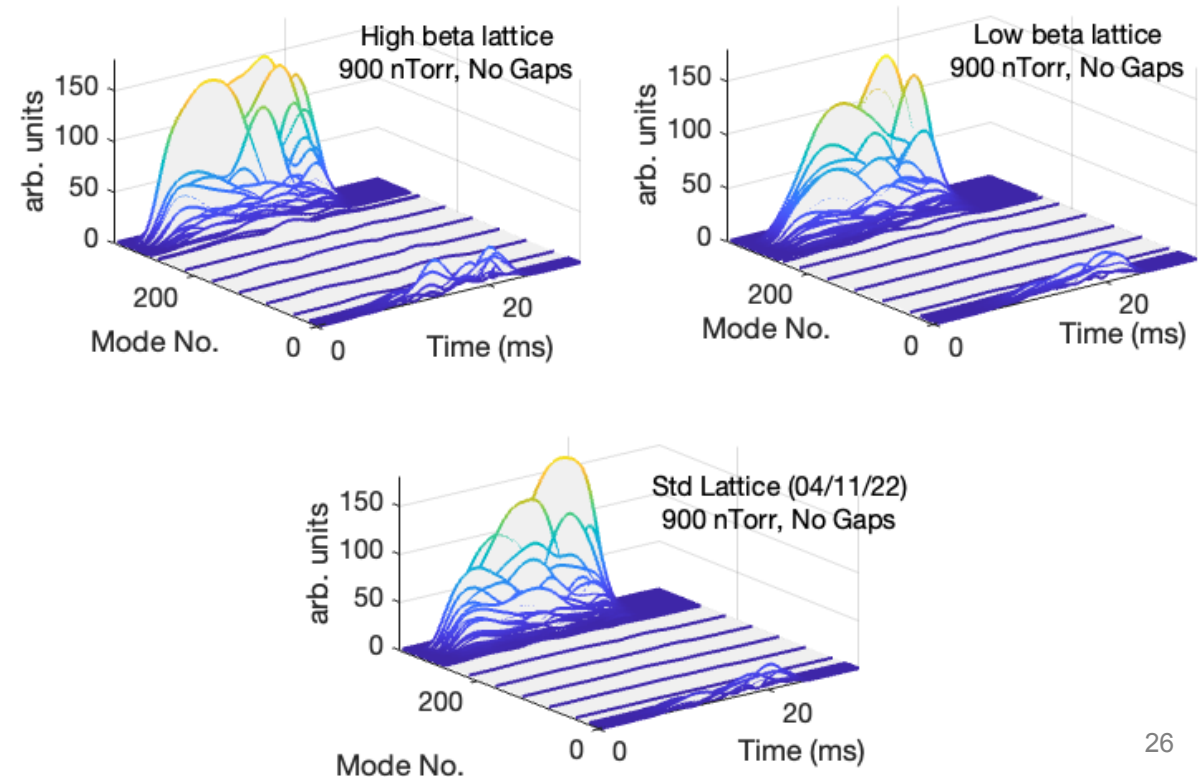 High beta lattice
900 nTorr, No Gaps
arb. units
150
100
50
0
200
Mode No.
0
0
20
Time (ms)
Low beta lattice
900 nTorr, No Gaps
arb. units
150
100
50
0
200
Mode No.
0
0
20
Time (ms)
Std Lattice (04/11/22)
900 nTorr, No Gaps
arb. units
150
100
50
0
200
Mode No.
0
0
20
Time (ms)
26